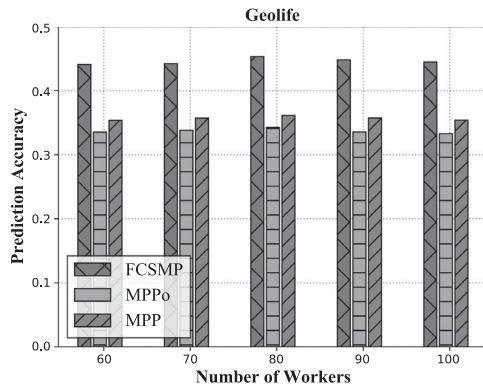 Geolife
Prediction Accuracy
0.5
0.4
0.3
0.2
0.1
0.0
FCSMP
MPPo
MPP
60 70 80 90 100
Number of Workers